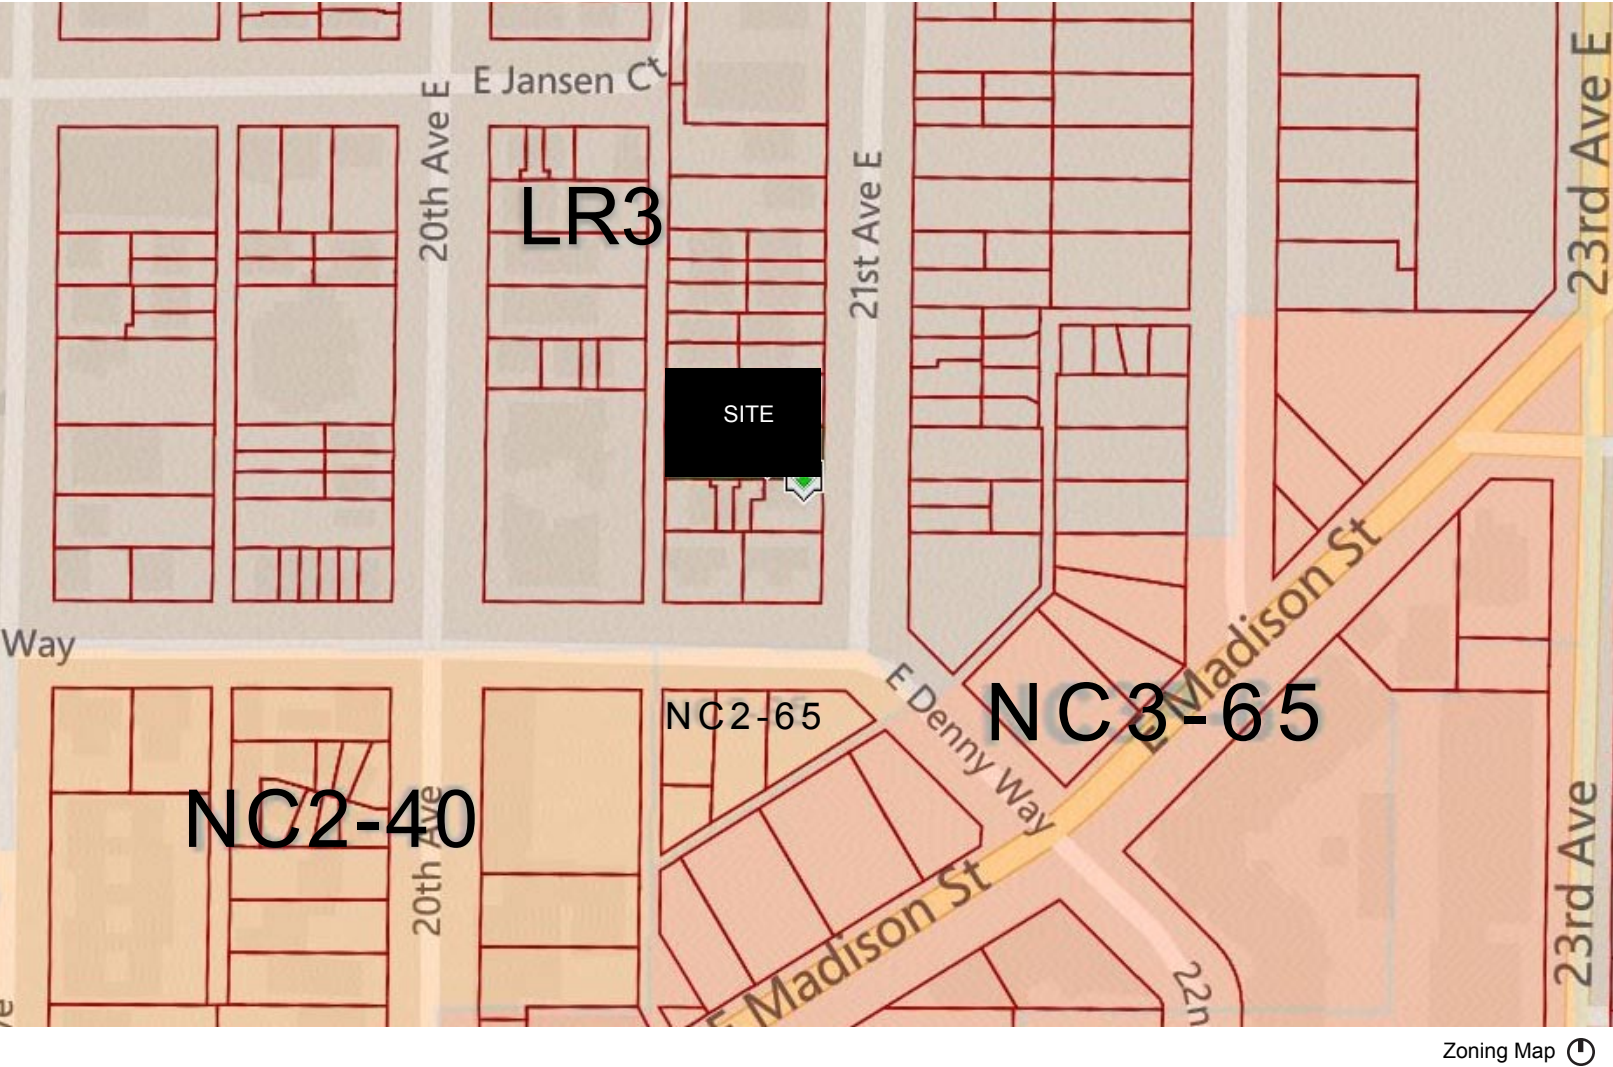 E Jansen Ct
20th Ave E
LR3
21st Ave E
23rd Ave E
SITE
Way
E Madison St
E Denny Way
NC2-65
NC3-65
NC2-40
20th Ave
23rd Ave
E Madison St
22n
Zoning Map